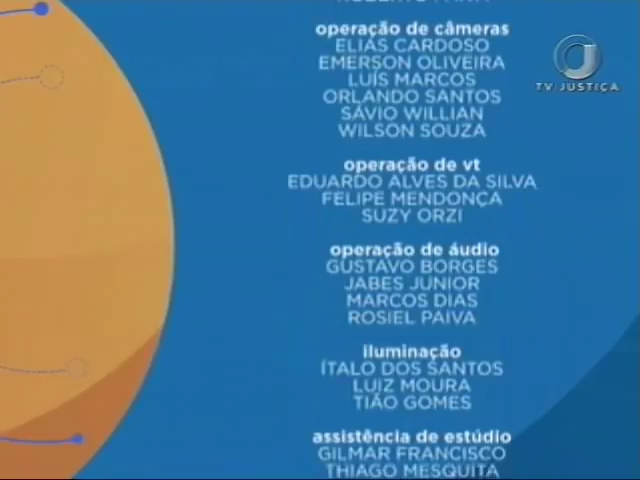 operação de câmeras
ELIAS CARDOSO
EMERSON OLIVEIRA
LUÍS MARCOS
ORLANDO SANTOS
SÁVIO WILLIAN
WILSON SOUZA
TV JUSTIÇA
operação de vt
EDUARDO ALVES DA SILVA
FELIPE MENDONÇA
SUZY ORZI
operação de áudio
GUSTAVO BORGES
JABES JUNIOR
MARCOS DIAS
ROSIEL PAIVA
iluminação
ÍTALO DOS SANTOS
LUIZ MOURA
TIÃO GOMES
assistência de estúdio
GILMAR FRANCISCO
THIAGO MESQUITA